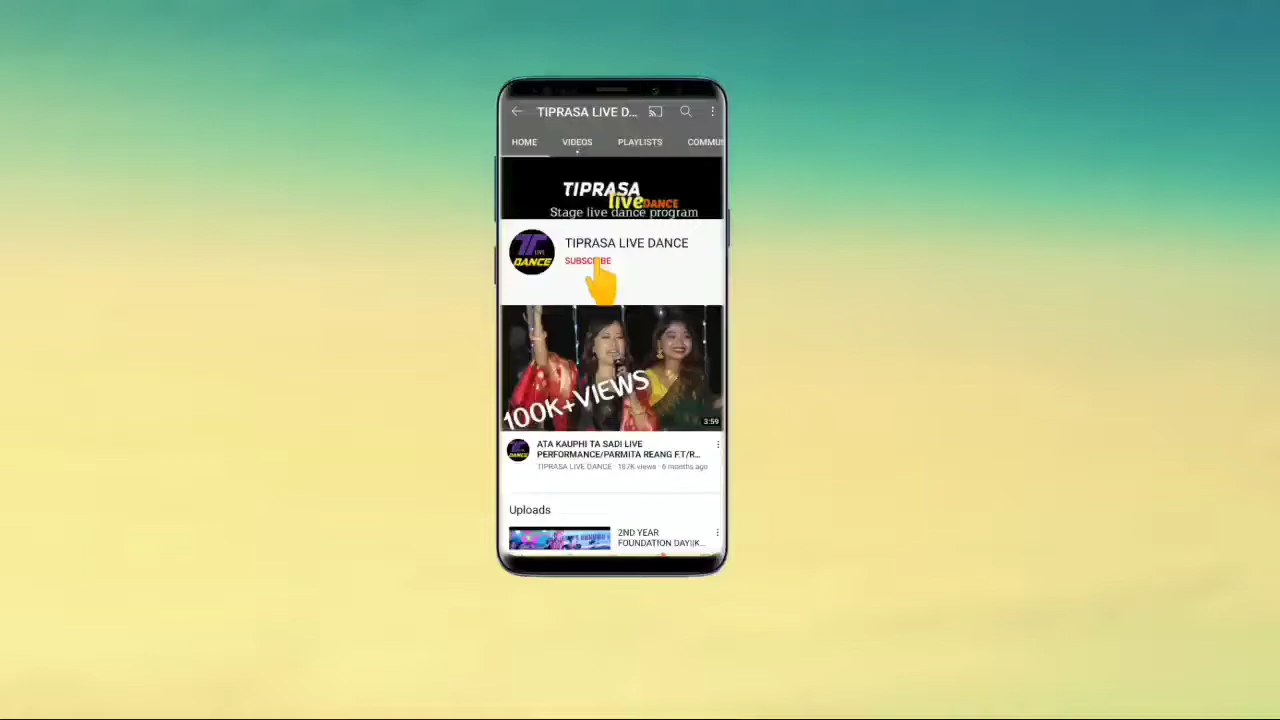 TIPRASA LIVE D...
HOME VIDEOS PLAYLISTS COMMU
TIPRASA
live DANCE
Stage live dance program
LIVE
DANCE
TIPRASA LIVE DANCE
SUBSCRIBE
100K+VIEWS
3:59
ATA KAUPHI TA SADI LIVE
PERFORMANCE/PARMITA REANG F.T/R...
TIPRASA LIVE DANCE · 187K views · 6 months ago
Uploads
2ND YEAR
FOUNDATION DAY||K...